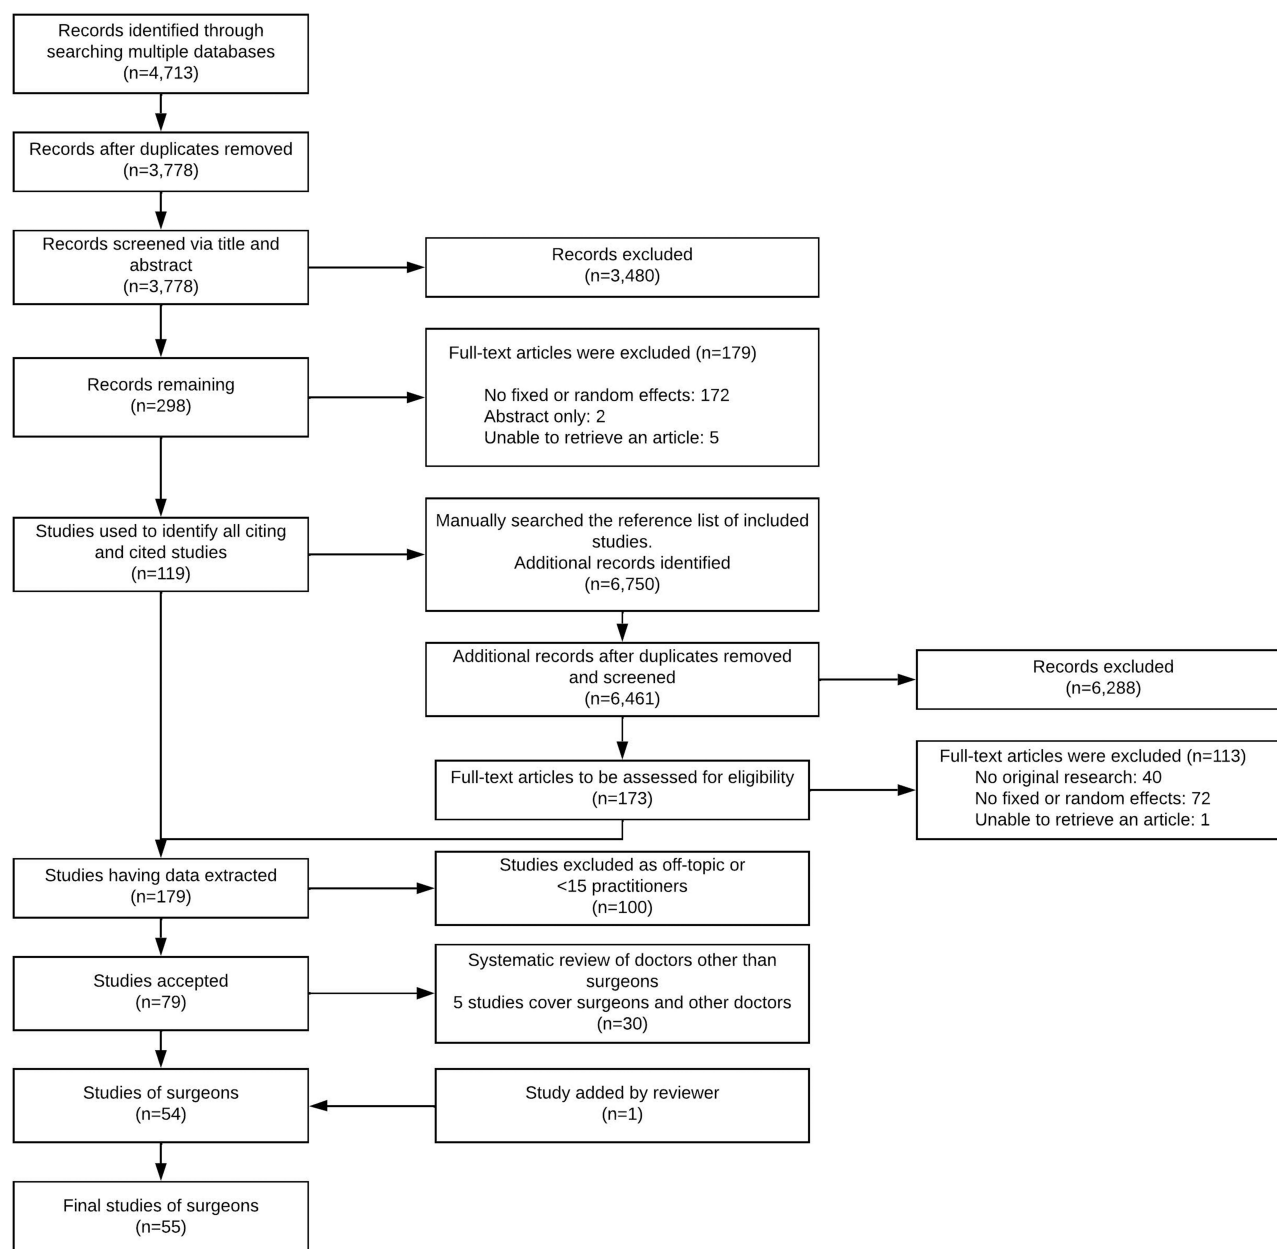 Records identified through
searching multiple databases
(n=4,713)
Records after duplicates removed
(n=3,778)
Records screened via title and
abstract
(n=3,778)
Records excluded
(n=3,480)
Records remaining
(n=298)
Full-text articles were excluded (n=179)
No fixed or random effects: 172
Abstract only: 2
Unable to retrieve an article: 5
Studies used to identify all citing
and cited studies
(n=119)
Manually searched the reference list of included
studies.
Additional records identified
(n=6,750)
Additional records after duplicates removed
and screened
(n=6,461)
Records excluded
(n=6,288)
Full-text articles to be assessed for eligibility
(n=173)
Full-text articles were excluded (n=113)
No original research: 40
No fixed or random effects: 72
Unable to retrieve an article: 1
Studies having data extracted
(n=179)
Studies excluded as off-topic or
<15 practitioners
(n=100)
Studies accepted
(n=79)
Systematic review of doctors other than
surgeons
5 studies cover surgeons and other doctors
(n=30)
Studies of surgeons
(n=54)
Study added by reviewer
(n=1)
Final studies of surgeons
(n=55)